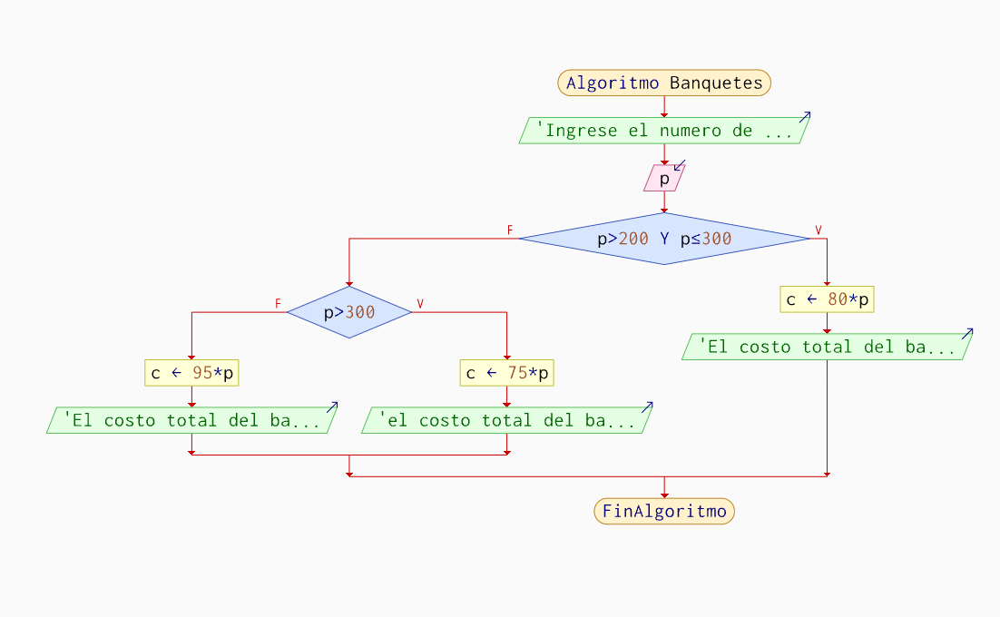 Algoritmo Banquetes
'Ingrese el numero de ...
p
p>200 Y p≤300
F
V
p>300
F
V
c ← 80*p
'El costo total del ba...
c ← 95*p
c ← 75*p
'El costo total del ba...
'el costo total del ba...
FinAlgoritmo